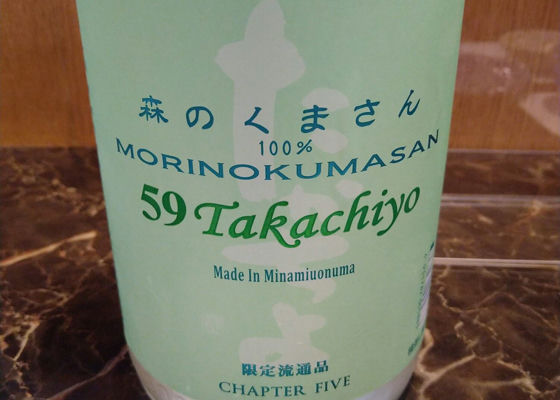 森のくまさん
100%
MORINOKUMASAN
59 Takachiyo
Made In Minamiuonuma
限定流通品
CHAPTER FIVE